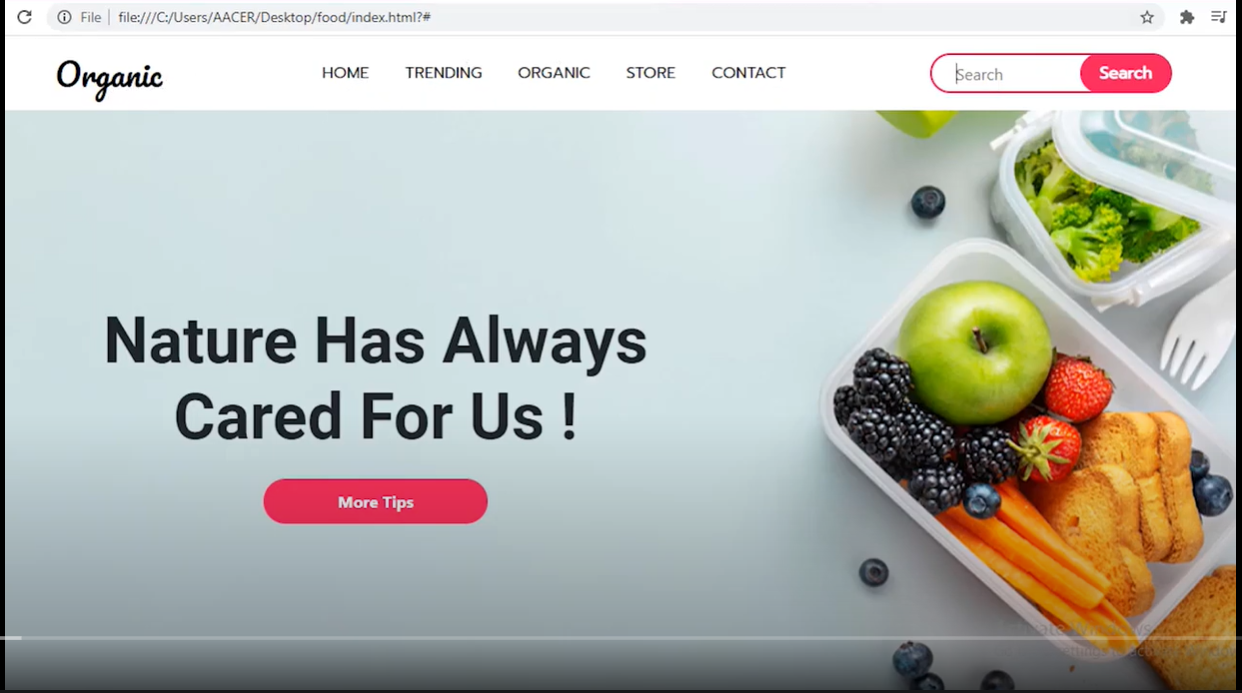 File file:///C:/Users/AACER/Desktop/food/index.html?#
Organic
HOME TRENDING ORGANIC STORE CONTACT
Search Search
Nature Has Always
Cared For Us !
More Tips